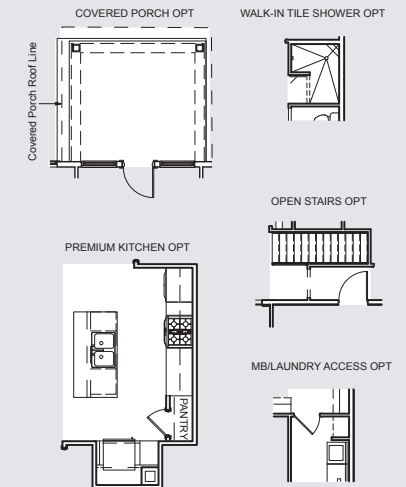 COVERED PORCH OPT
WALK-IN TILE SHOWER OPT
Covered Porch Roof Line
OPEN STAIRS OPT
PREMIUM KITCHEN OPT
MB/LAUNDRY ACCESS OPT
PANTRY